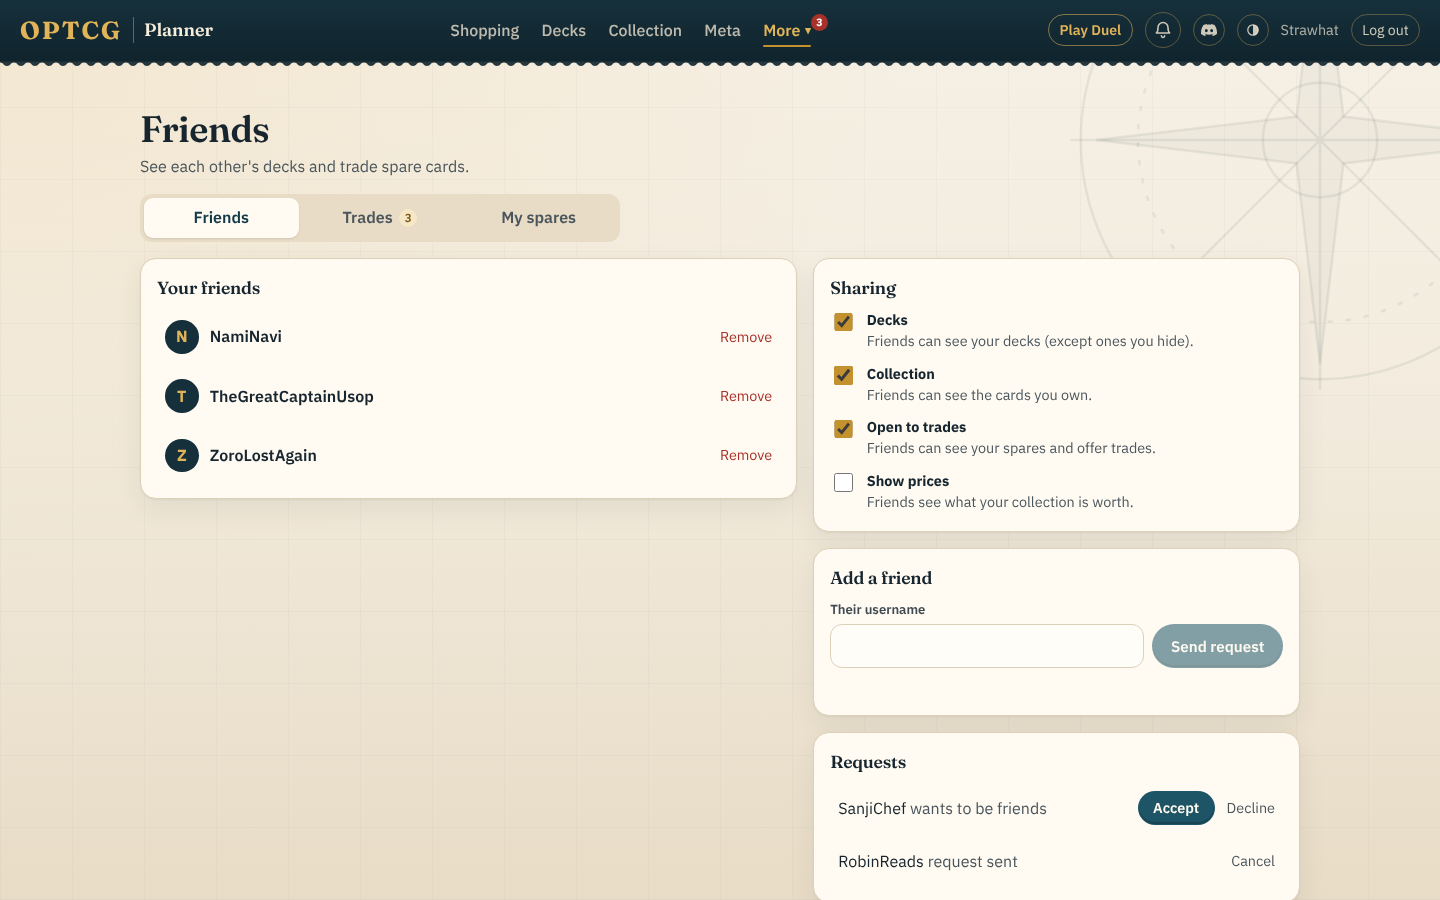 OPTCG Planner
Shopping Decks Collection Meta More ▾ 3
Play Duel Strawhat Log out
Friends
See each other's decks and trade spare cards.
Friends Trades 3 My spares
Your friends
N NamiNavi Remove
T TheGreatCaptainUsop Remove
Z ZoroLostAgain Remove
Sharing
Decks
Friends can see your decks (except ones you hide).
Collection
Friends can see the cards you own.
Open to trades
Friends can see your spares and offer trades.
Show prices
Friends see what your collection is worth.
Add a friend
Their username
Send request
Requests
SanjiChef wants to be friends Accept Decline
RobinReads request sent Cancel